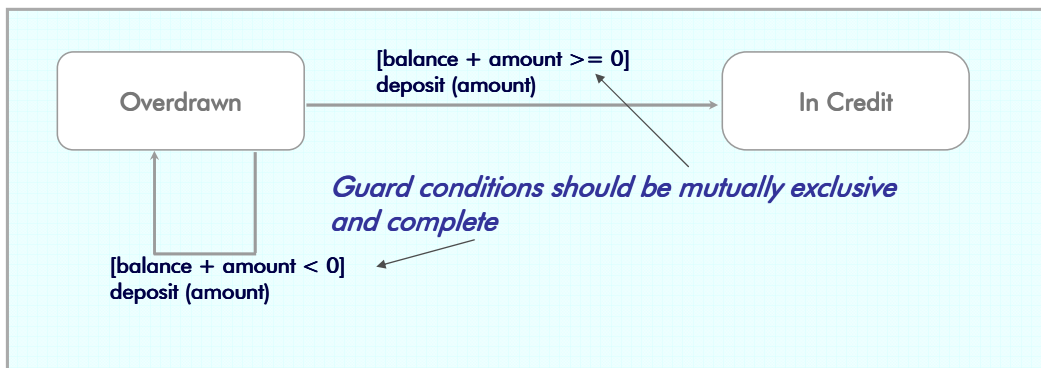 [balance + amount >= 0]
deposit (amount)
Overdrawn
In Credit
Guard conditions should be mutually exclusive
and complete
[balance + amount < 0]
deposit (amount)